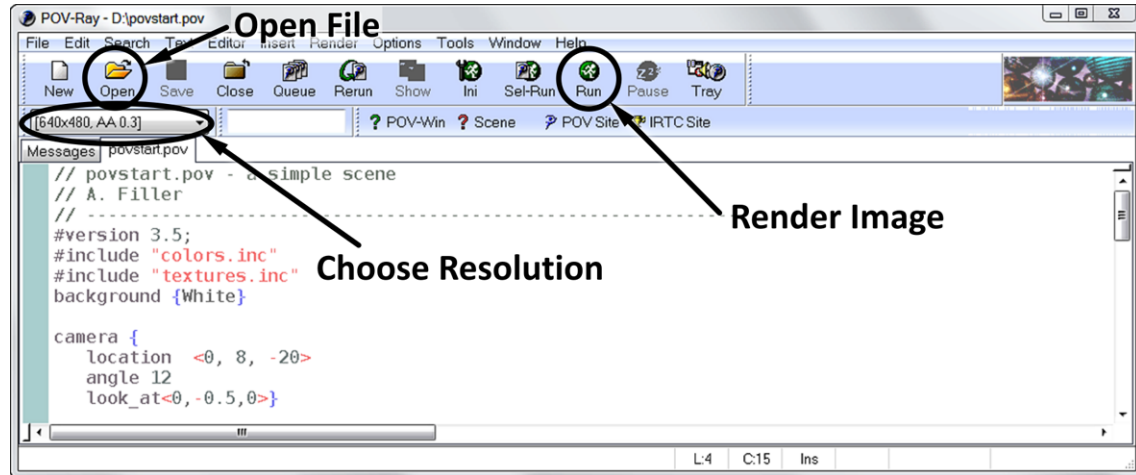 POV-Ray - D:\povstart.pov
Open File
File Edit Search Text Editor Insert Render Options Tools Window Help
New Open Save Close Queue Rerun Show Ini Sel-Run Run Pause Tray
[640x480, AA 0.3] POV-Win Scene POV Site IRTC Site
Messages povstart.pov
// povstart.pov - a simple scene
// A. Filler
// --------------------------------------------------------------
#version 3.5;
#include "colors.inc"
#include "textures.inc"
background {White}
camera {
location <0, 8, -20>
angle 12
look_at<0,-0.5,0>}
Render Image
Choose Resolution
L:4 C:15 Ins